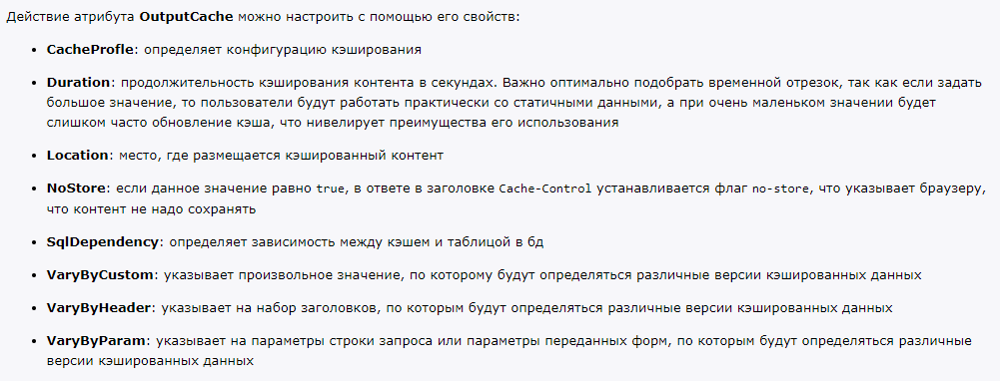 Действие атрибута OutputCache можно настроить с помощью его свойств:
• CacheProfle: определяет конфигурацию кэширования
• Duration: продолжительность кэширования контента в секундах. Важно оптимально подобрать временной отрезок, так как если задать
большое значение, то пользователи будут работать практически со статичными данными, а при очень маленьком значении будет
слишком часто обновление кэша, что нивелирует преимущества его использования
• Location: место, где размещается кэшированный контент
• NoStore: если данное значение равно true, в ответе в заголовке Cache-Control устанавливается флаг no-store, что указывает браузеру,
что контент не надо сохранять
• SqlDependency: определяет зависимость между кэшем и таблицой в бд
• VaryByCustom: указывает произвольное значение, по которому будут определяться различные версии кэшированных данных
• VaryByHeader: указывает на набор заголовков, по которым будут определяться различные версии кэшированных данных
• VaryByParam: указывает на параметры строки запроса или параметры переданных форм, по которым будут определяться различные
версии кэшированных данных